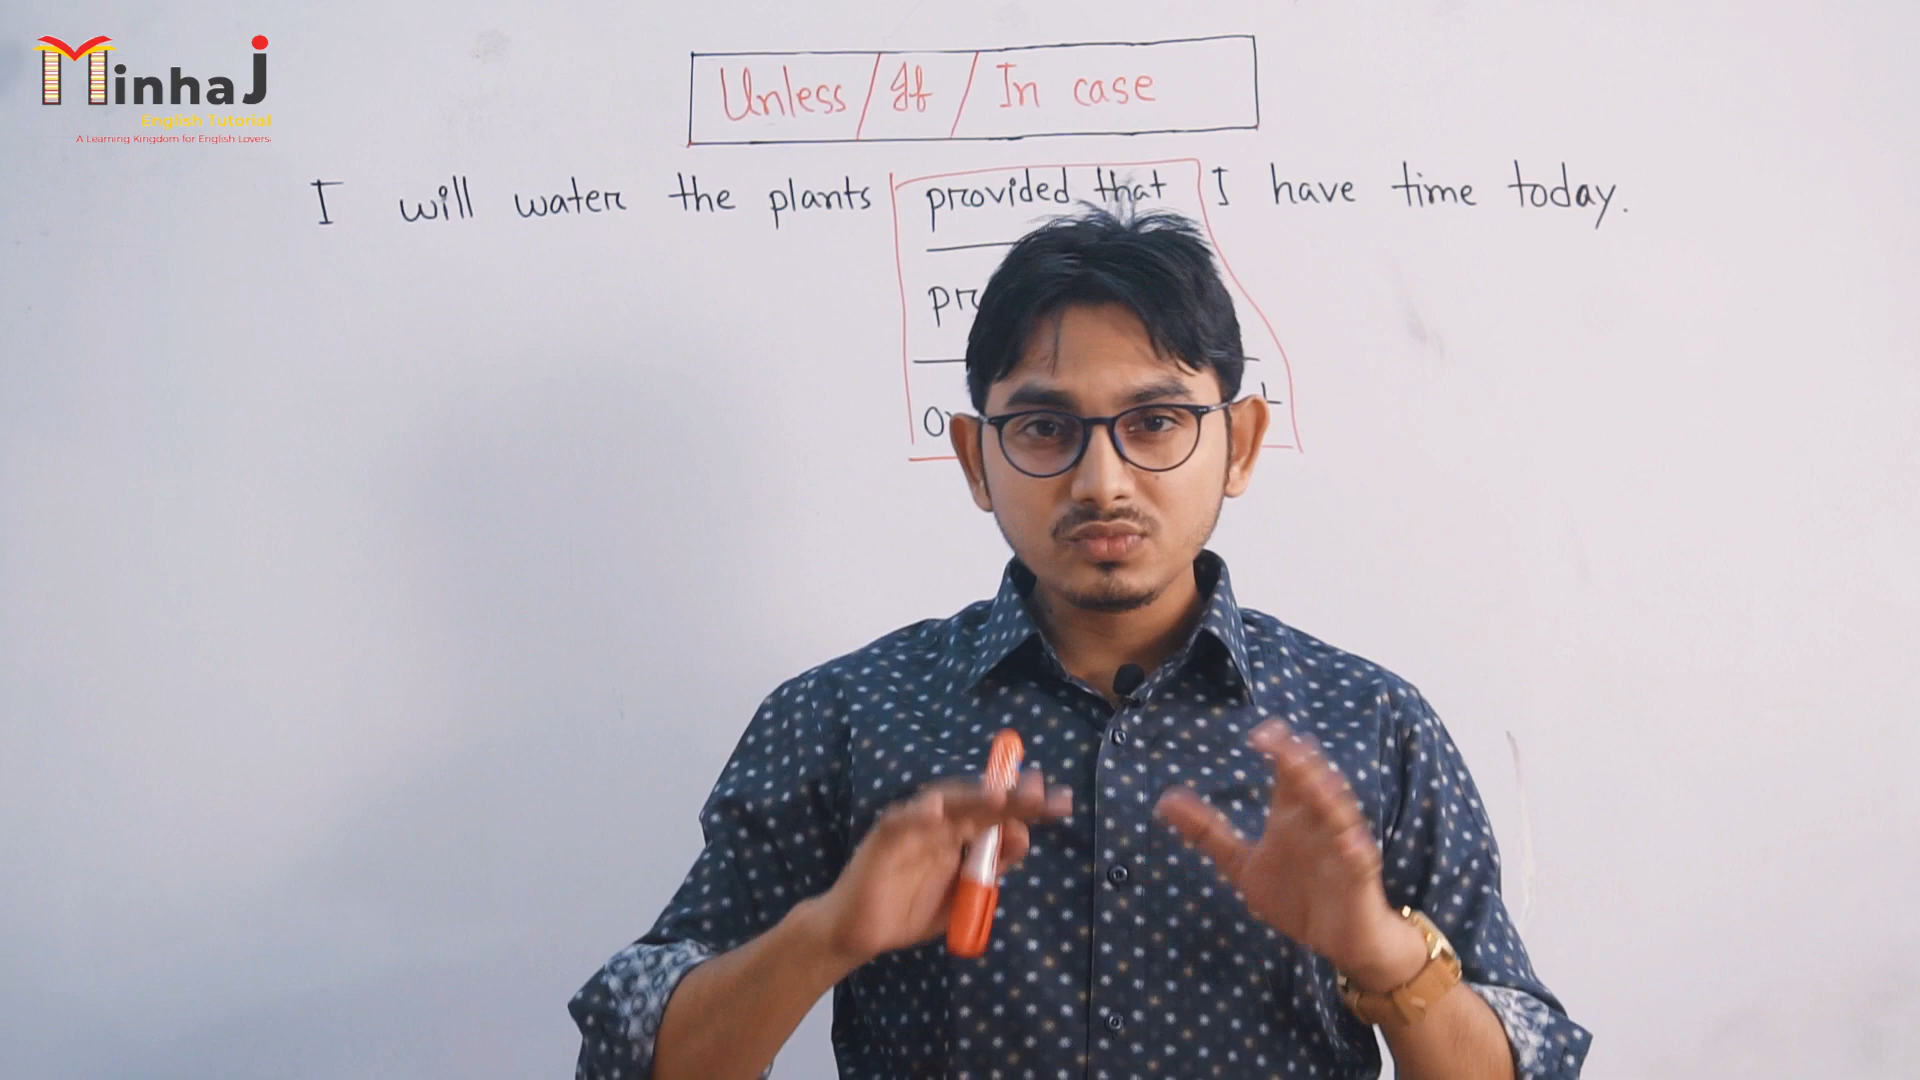 MinhaJ
English Tutorial
A Learning Kingdom for English Lovers
Unless / If / In case
I will water the plants provided that I have time today.